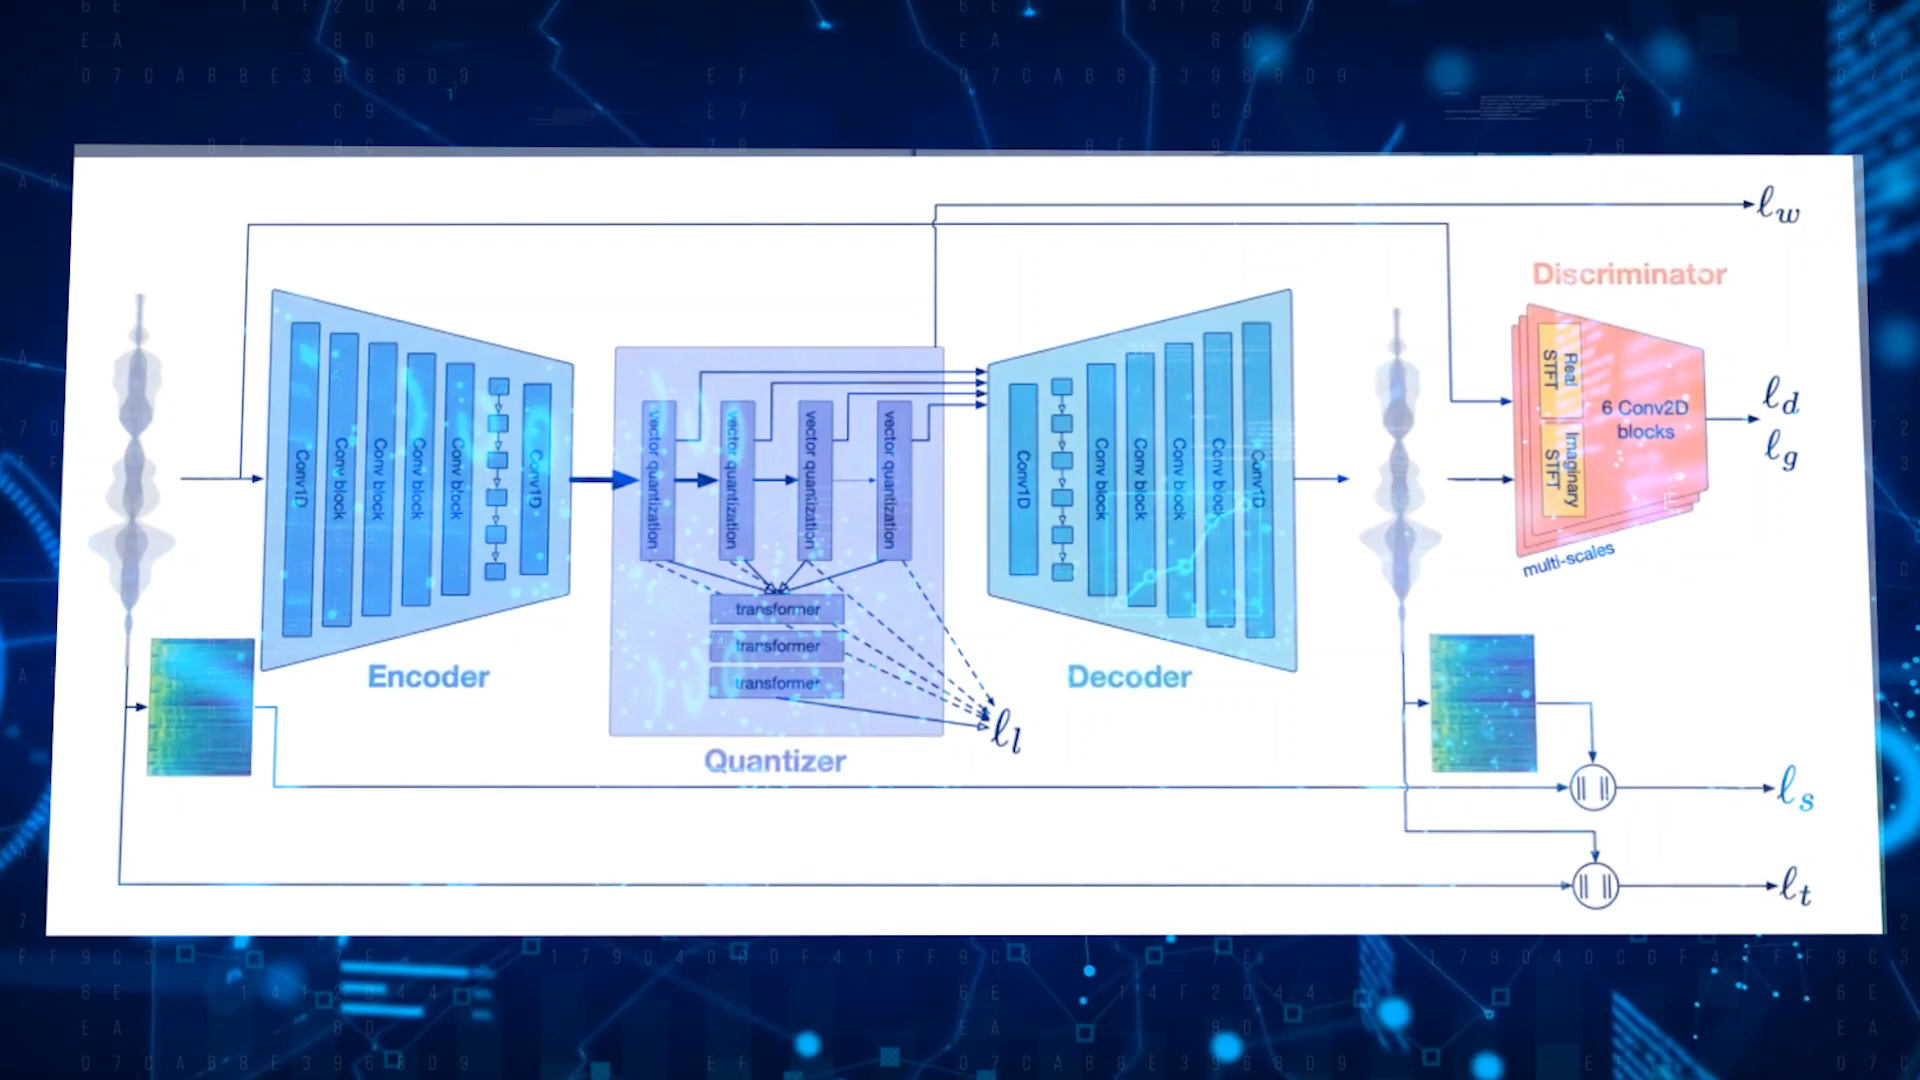 ℓw
Discriminator
Real STFT
Imaginary STFT
6 Conv2D
blocks
multi-scales
ℓd
ℓg
Conv1D
Conv block
Conv block
Conv block
Conv block
Conv1D
Encoder
vector quantization
vector quantization
vector quantization
vector quantization
transformer
transformer
transformer
Quantizer
ℓl
Conv1D
Conv block
Conv block
Conv block
Conv block
Conv1D
Decoder
ℓs
ℓt